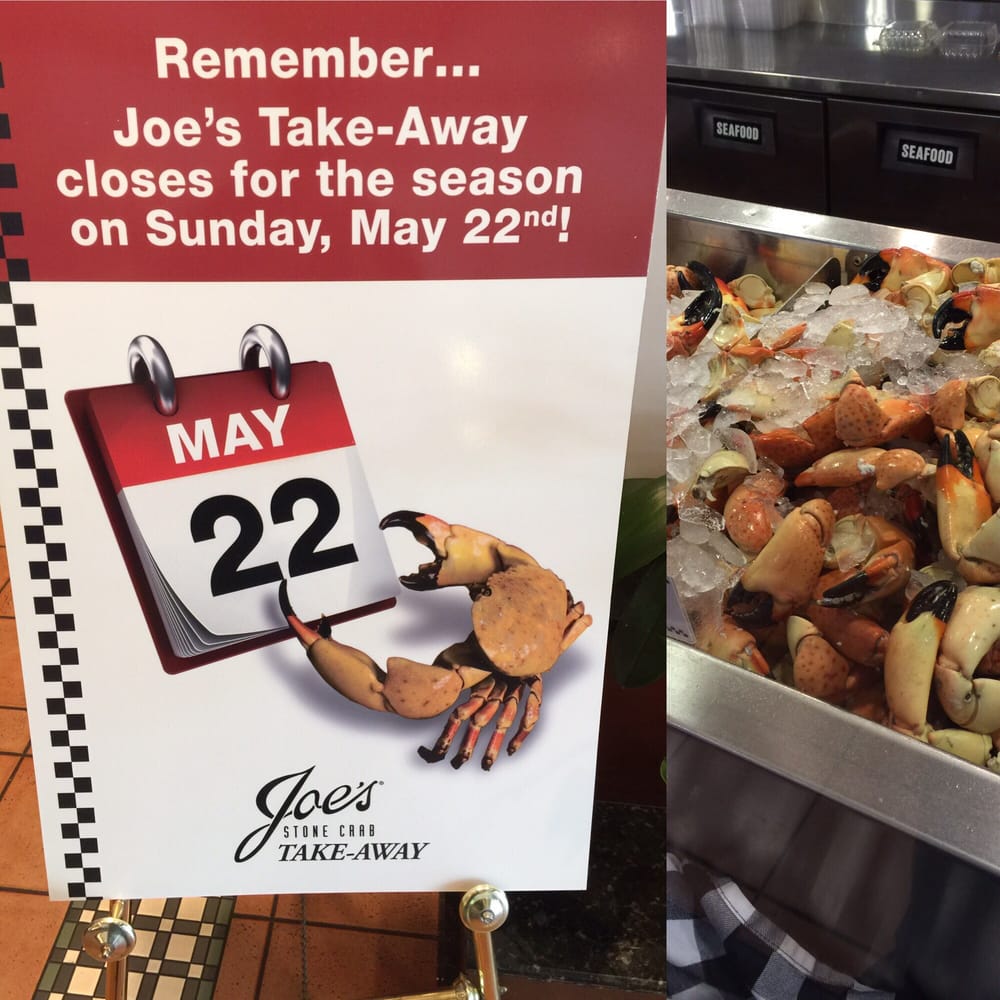 Remember...
Joe's Take-Away
closes for the season
on Sunday, May 22nd!
MAY
22
Joe's®
STONE CRAB
TAKE-AWAY
SEAFOOD
SEAFOOD